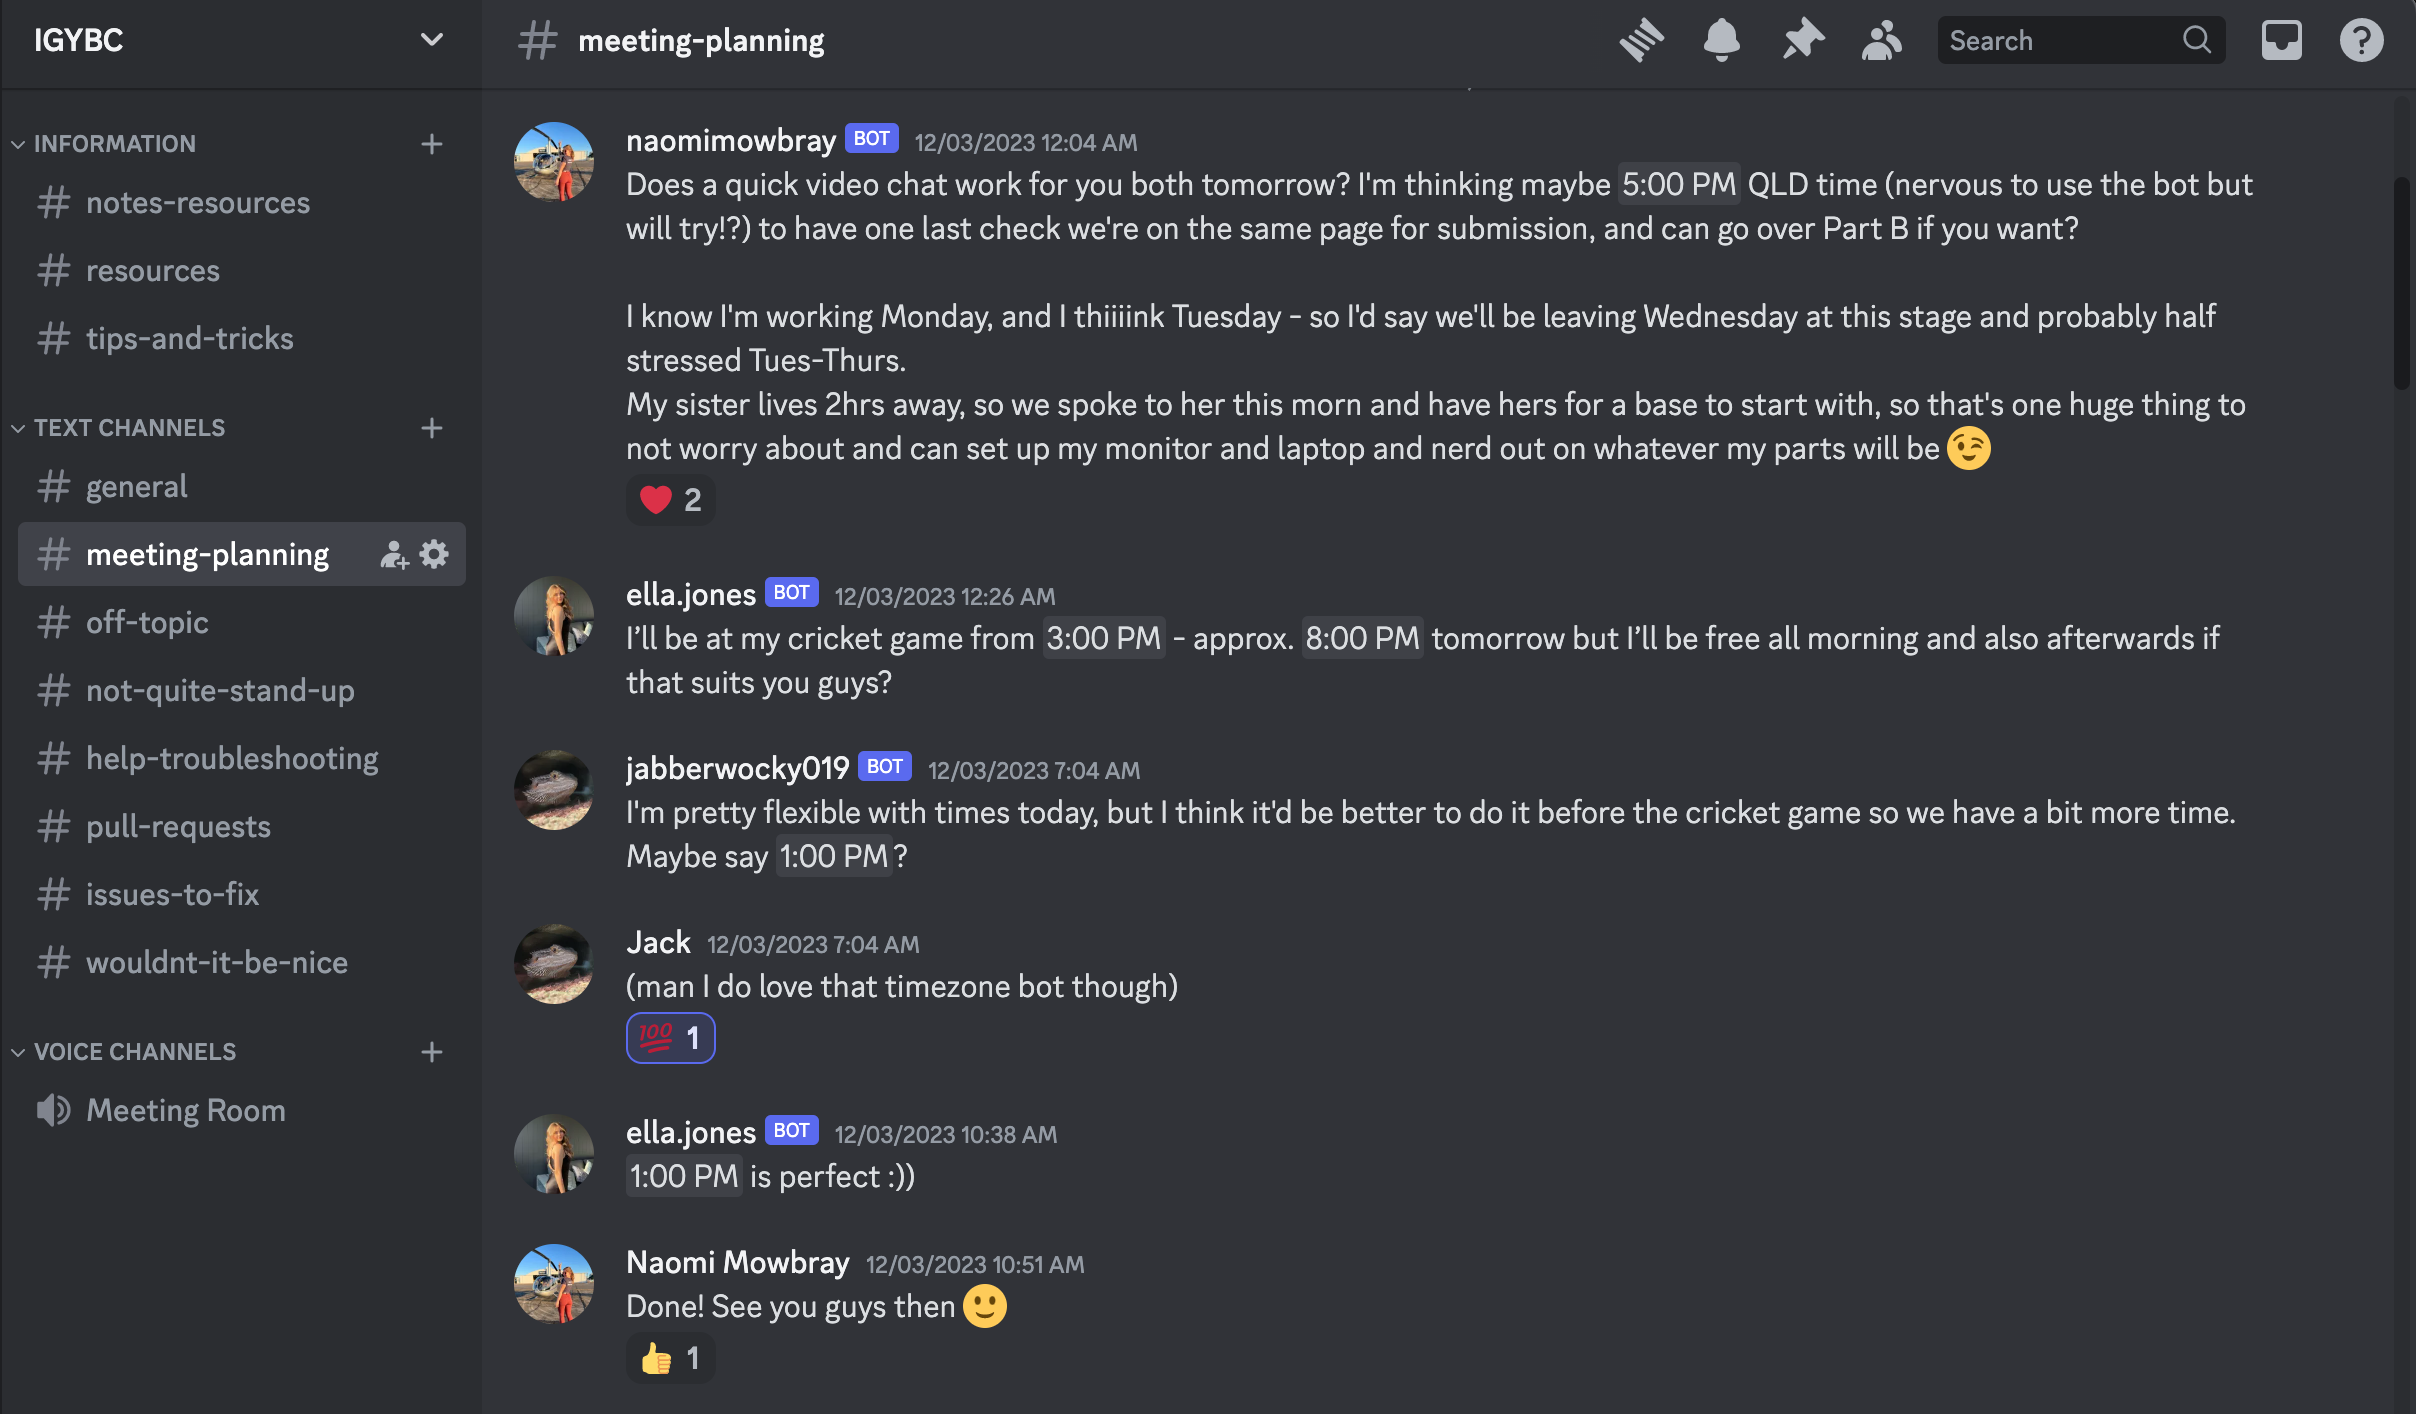 IGYBC
INFORMATION
notes-resources
resources
tips-and-tricks
TEXT CHANNELS
general
meeting-planning
off-topic
not-quite-stand-up
help-troubleshooting
pull-requests
issues-to-fix
wouldnt-it-be-nice
VOICE CHANNELS
Meeting Room
meeting-planning
Search
naomimowbray BOT 12/03/2023 12:04 AM
Does a quick video chat work for you both tomorrow? I'm thinking maybe 5:00 PM QLD time (nervous to use the bot but
will try!?) to have one last check we're on the same page for submission, and can go over Part B if you want?
I know I'm working Monday, and I thiiiink Tuesday - so I'd say we'll be leaving Wednesday at this stage and probably half
stressed Tues-Thurs.
My sister lives 2hrs away, so we spoke to her this morn and have hers for a base to start with, so that's one huge thing to
not worry about and can set up my monitor and laptop and nerd out on whatever my parts will be 😉
❤️ 2
ella.jones BOT 12/03/2023 12:26 AM
I’ll be at my cricket game from 3:00 PM - approx. 8:00 PM tomorrow but I’ll be free all morning and also afterwards if
that suits you guys?
jabberwocky019 BOT 12/03/2023 7:04 AM
I'm pretty flexible with times today, but I think it'd be better to do it before the cricket game so we have a bit more time.
Maybe say 1:00 PM ?
Jack 12/03/2023 7:04 AM
(man I do love that timezone bot though)
💯 1
ella.jones BOT 12/03/2023 10:38 AM
1:00 PM is perfect :))
Naomi Mowbray 12/03/2023 10:51 AM
Done! See you guys then 🙂
👍 1